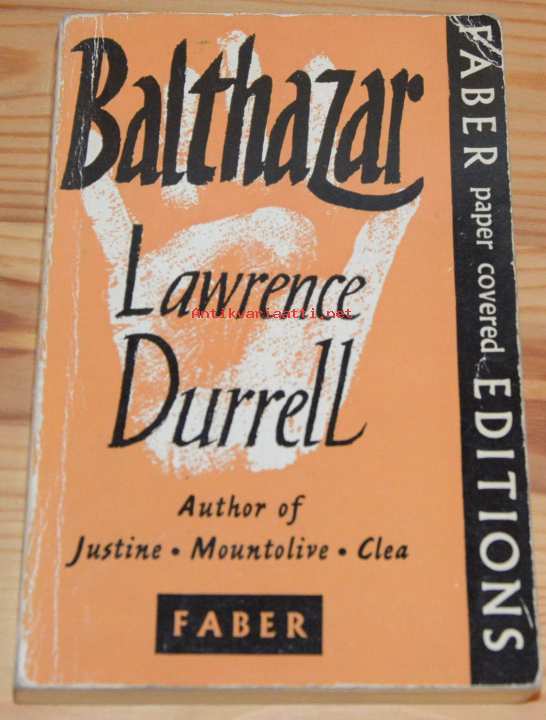 Balthazar
Lawrence
Antikvariaatti.net
Durrell
Author of
Justine • Mountolive • Clea
FABER
FABER paper covered EDITIONS